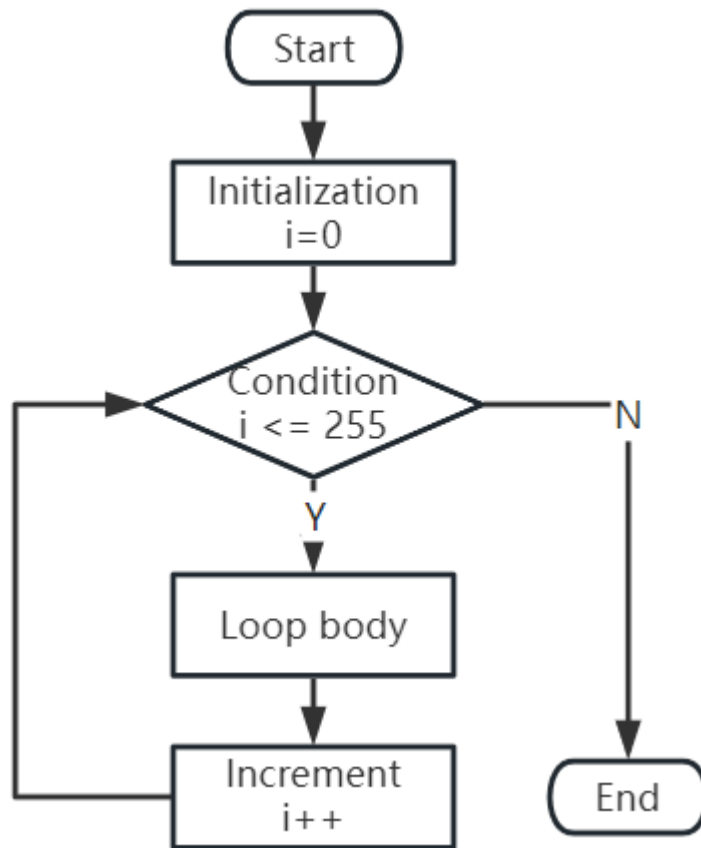 Start
Initialization
i=0
Condition
i <= 255
N
Y
Loop body
Increment
i++
End